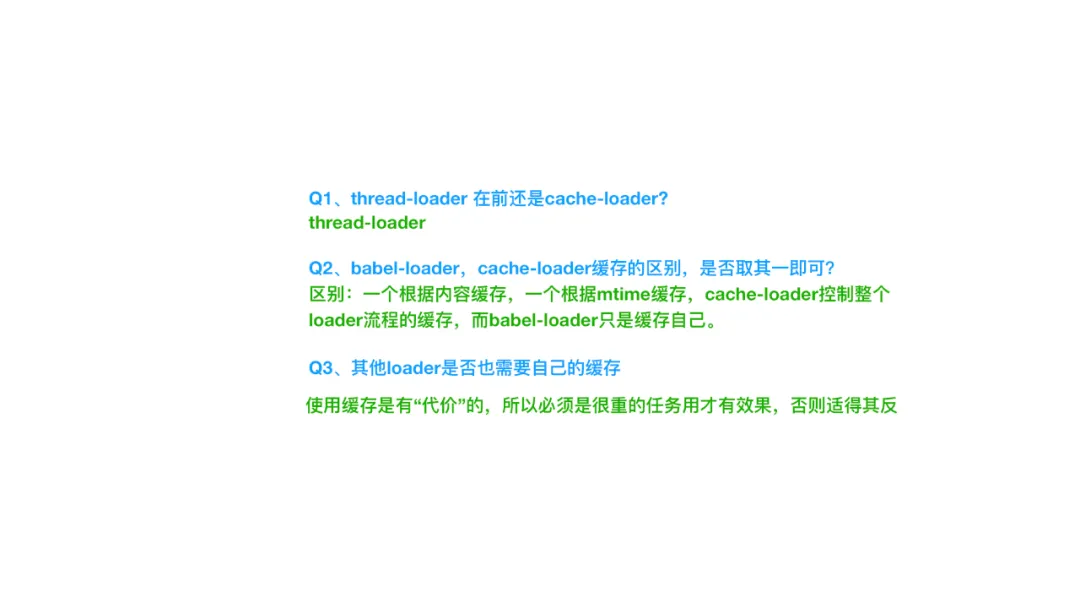 Q1、thread-loader 在前还是cache-loader?
thread-loader
Q2、babel-loader，cache-loader缓存的区别，是否取其一即可?
区别：一个根据内容缓存，一个根据mtime缓存，cache-loader控制整个
loader流程的缓存，而babel-loader只是缓存自己。
Q3、其他loader是否也需要自己的缓存
使用缓存是有“代价”的，所以必须是很重的任务用才有效果，否则适得其反